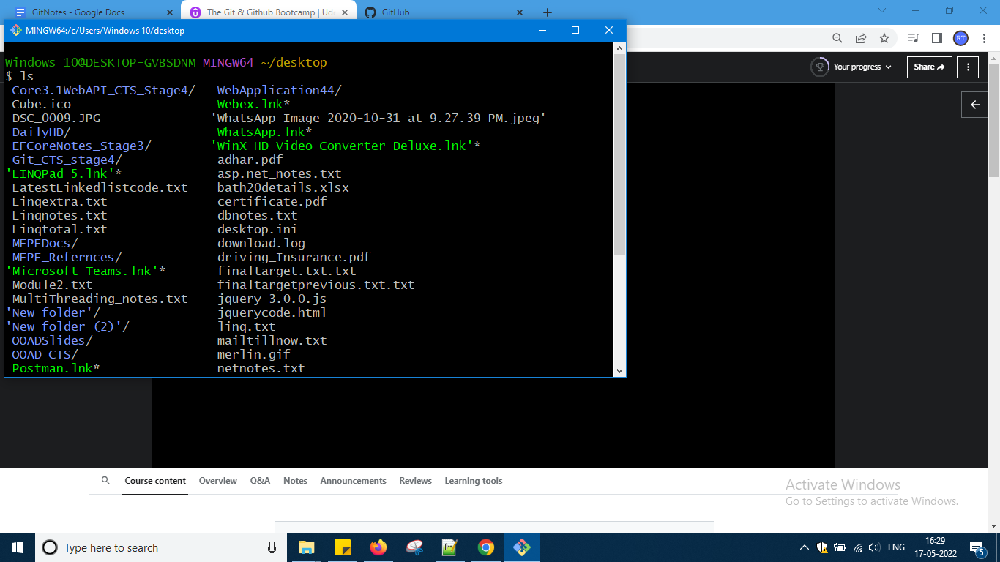 GitNotes - Google Docs
The Git & Github Bootcamp | Ud
GitHub
MINGW64:/c/Users/Windows 10/desktop
RT
Windows 10@DESKTOP-GVBSDNM MINGW64 ~/desktop
$ ls
Core3.1WebAPI_CTS_Stage4/ WebApplication44/
Cube.ico Webex.lnk*
DSC_0009.JPG 'WhatsApp Image 2020-10-31 at 9.27.39 PM.jpeg'
DailyHD/ WhatsApp.lnk*
EFCoreNotes_Stage3/ 'WinX HD Video Converter Deluxe.lnk'*
Git_CTS_stage4/ adhar.pdf
'LINQPad 5.lnk'* asp.net_notes.txt
LatestLinkedlistcode.txt bath20details.xlsx
Linqextra.txt certificate.pdf
Linqnotes.txt dbnotes.txt
Linqtotal.txt desktop.ini
MFPEDocs/ download.log
MFPE_Refernces/ driving_Insurance.pdf
'Microsoft Teams.lnk'* finaltarget.txt.txt
Module2.txt finaltargetprevious.txt.txt
MultiThreading_notes.txt jquery-3.0.0.js
'New folder'/ jquerycode.html
'New folder (2)'/ linq.txt
OOADSlides/ mailtillnow.txt
OOAD_CTS/ merlin.gif
Postman.lnk* netnotes.txt
Your progress
Share
Course content Overview Q&A Notes Announcements Reviews Learning tools
Activate Windows
Go to Settings to activate Windows.
Type here to search
ENG
16:29
17-05-2022
5